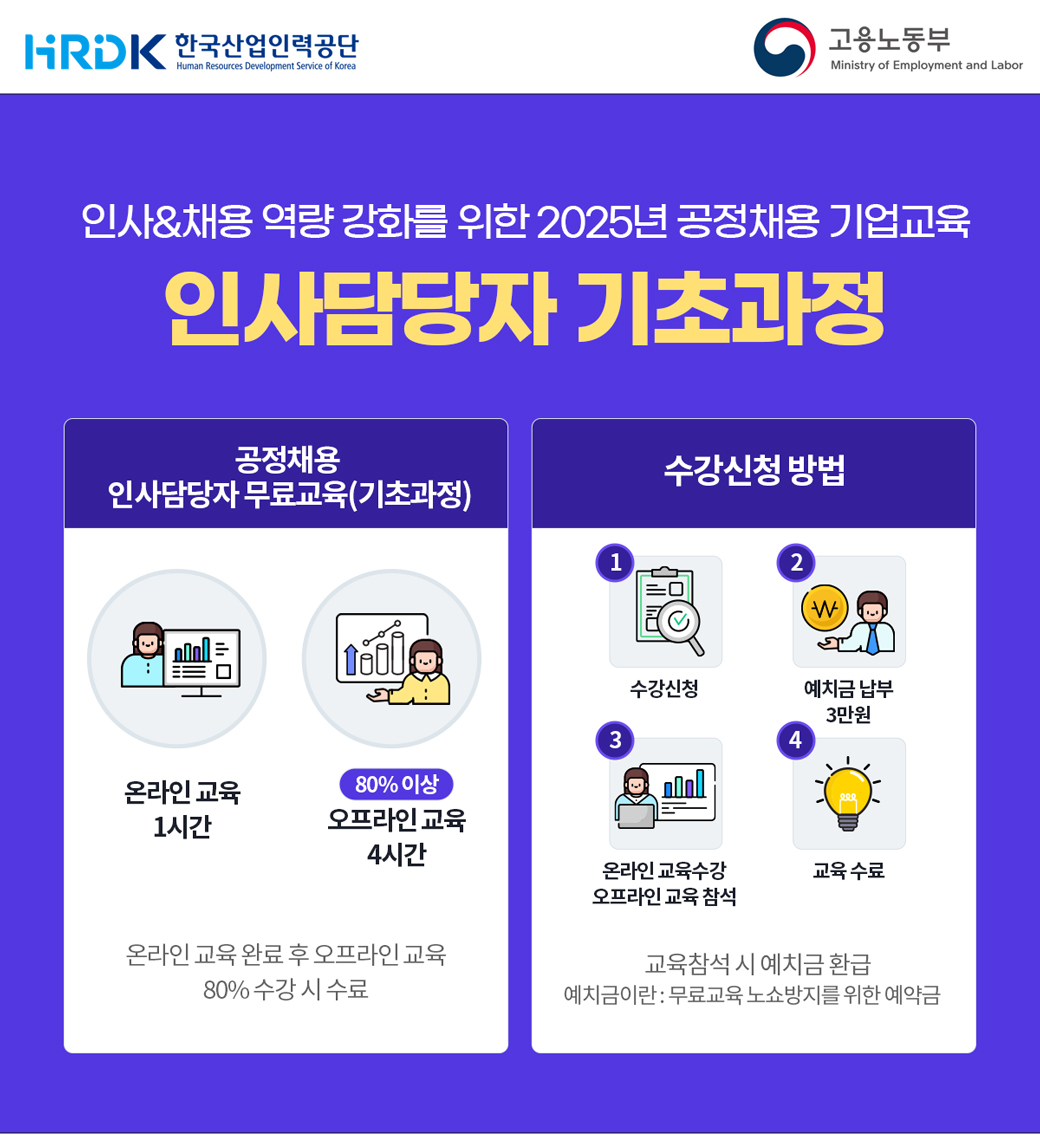 HRDK 한국산업인력공단
Human Resources Development Service of Korea
고용노동부
Ministry of Employment and Labor
인사&채용 역량 강화를 위한 2025년 공정채용 기업교육
인사담당자 기초과정
공정채용
인사담당자 무료교육(기초과정)
온라인 교육
1시간
80% 이상
오프라인 교육
4시간
온라인 교육 완료 후 오프라인 교육
80% 수강 시 수료
수강신청 방법
1
수강신청
2
₩
예치금 납부
3만원
3
온라인 교육수강
오프라인 교육 참석
4
교육 수료
교육참석 시 예치금 환급
예치금이란 : 무료교육 노쇼방지를 위한 예약금